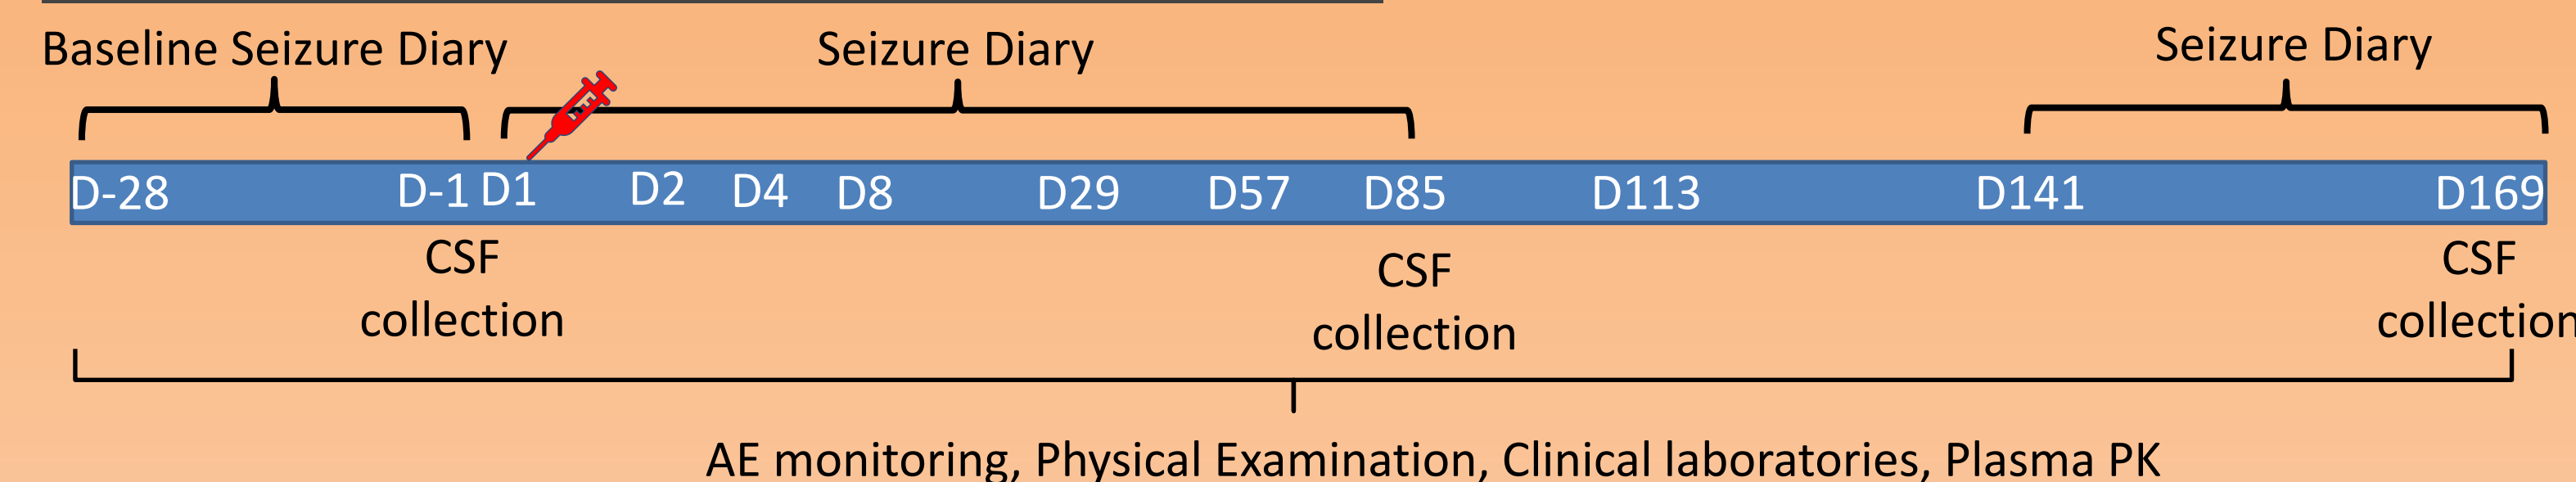 Baseline Seizure Diary
Seizure Diary
Seizure Diary
D-28 D-1 D1 D2 D4 D8 D29 D57 D85 D113 D141 D169
CSF
collection
CSF
collection
CSF
collection
AE monitoring, Physical Examination, Clinical laboratories, Plasma PK